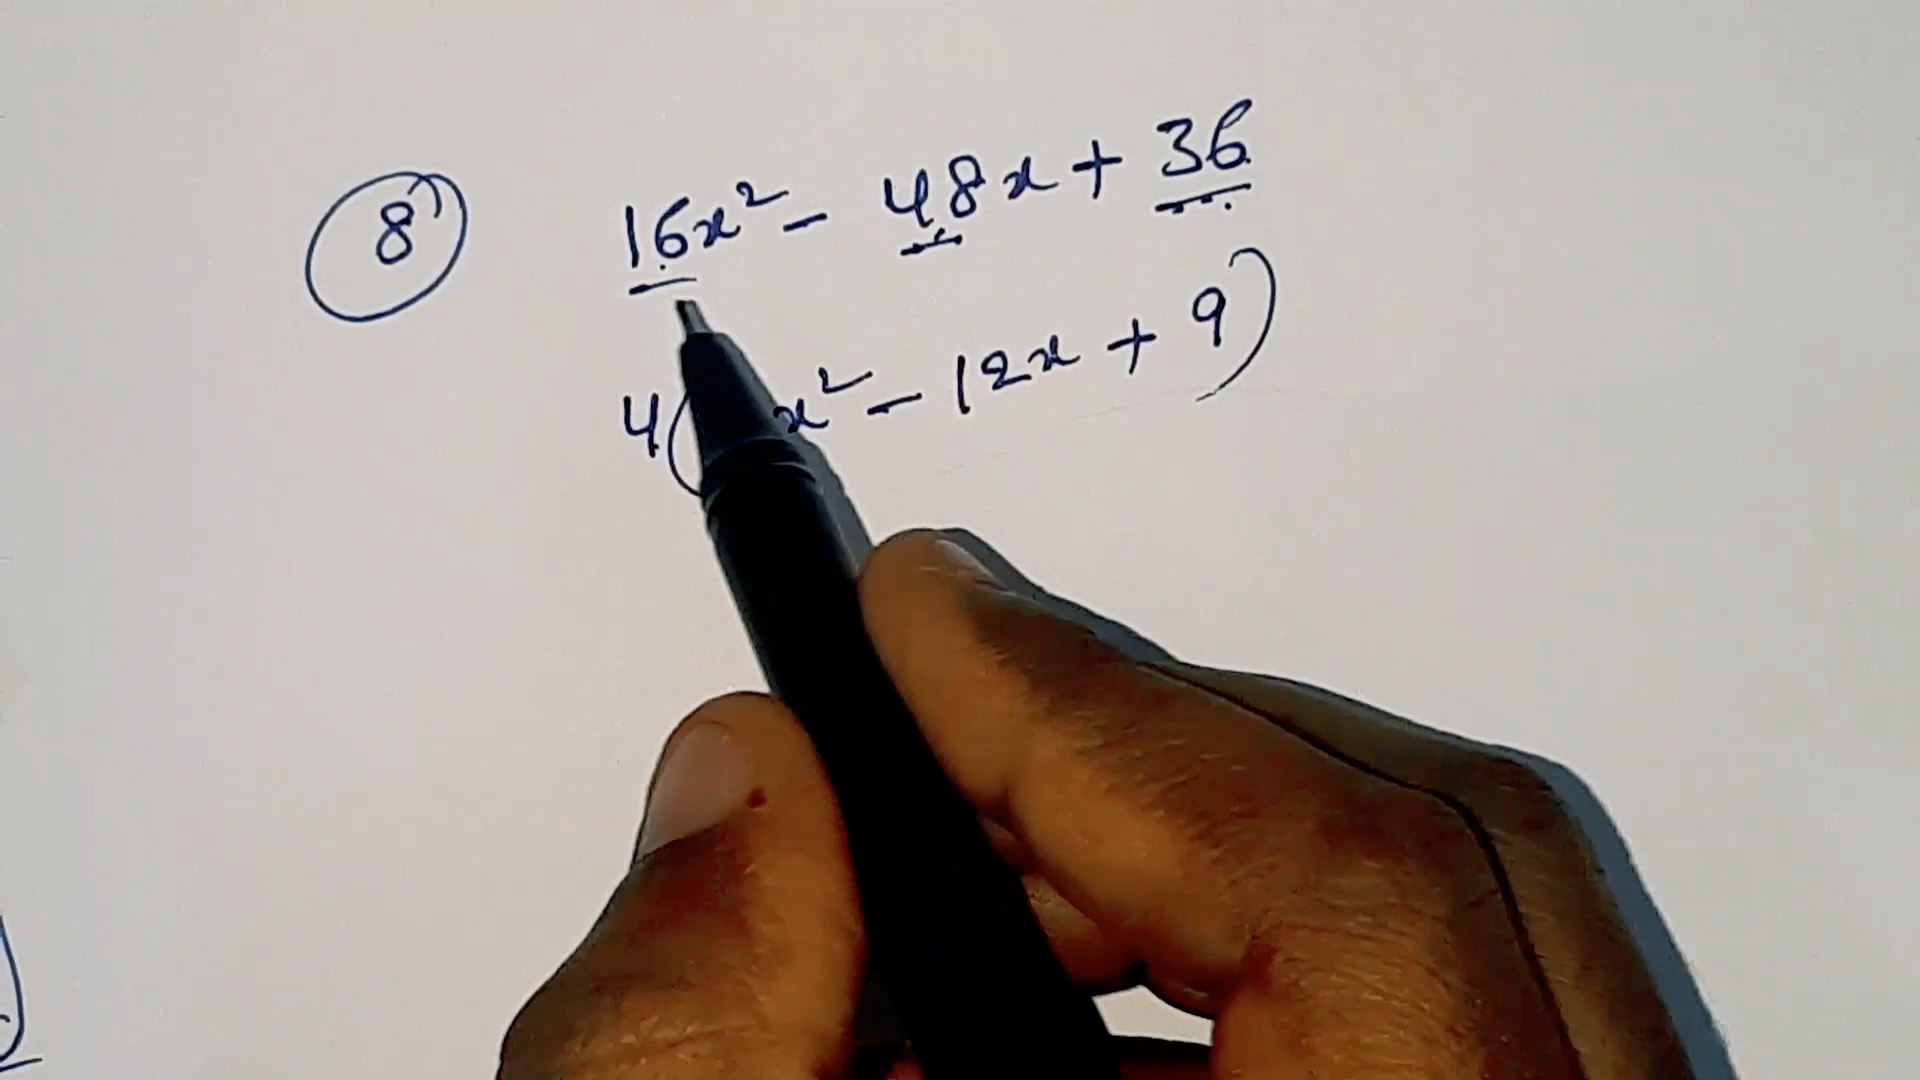 8 16x² - 48x + 36
4( x² - 12x + 9)